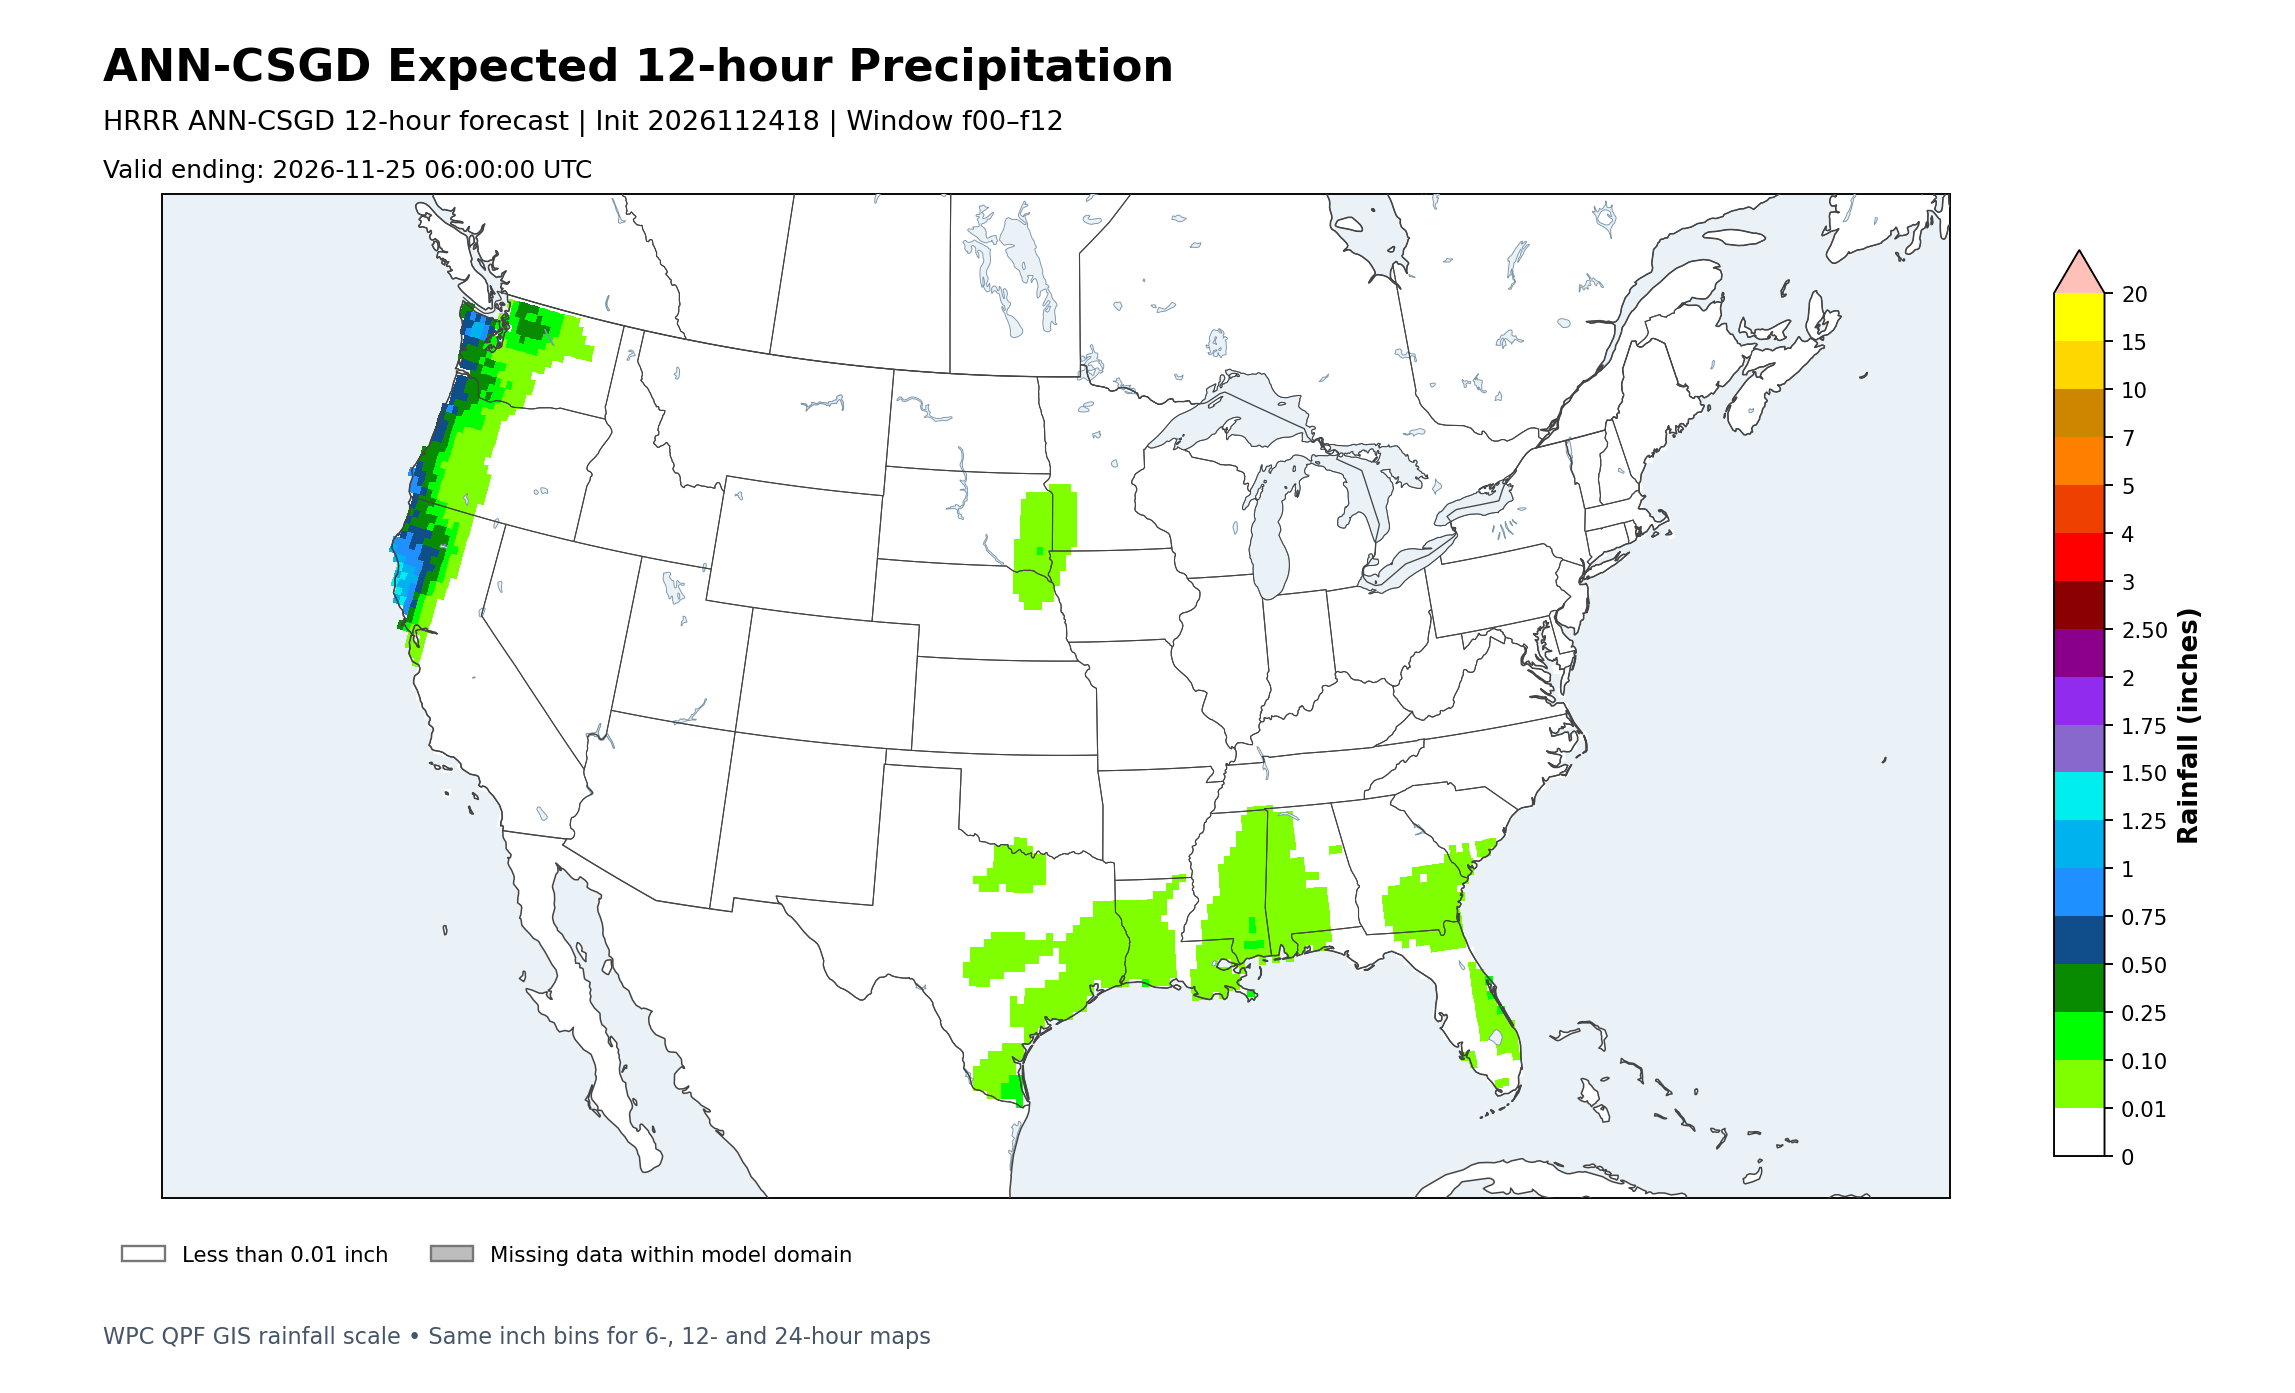 ANN-CSGD Expected 12-hour Precipitation
HRRR ANN-CSGD 12-hour forecast | Init 2026112418 | Window f00–f12
Valid ending: 2026-11-25 06:00:00 UTC
20
15
10
7
5
4
3
2.50
2
1.75
1.50
1.25
1
0.75
0.50
0.25
0.10
0.01
0
Rainfall (inches)
Less than 0.01 inch
Missing data within model domain
WPC QPF GIS rainfall scale • Same inch bins for 6-, 12- and 24-hour maps